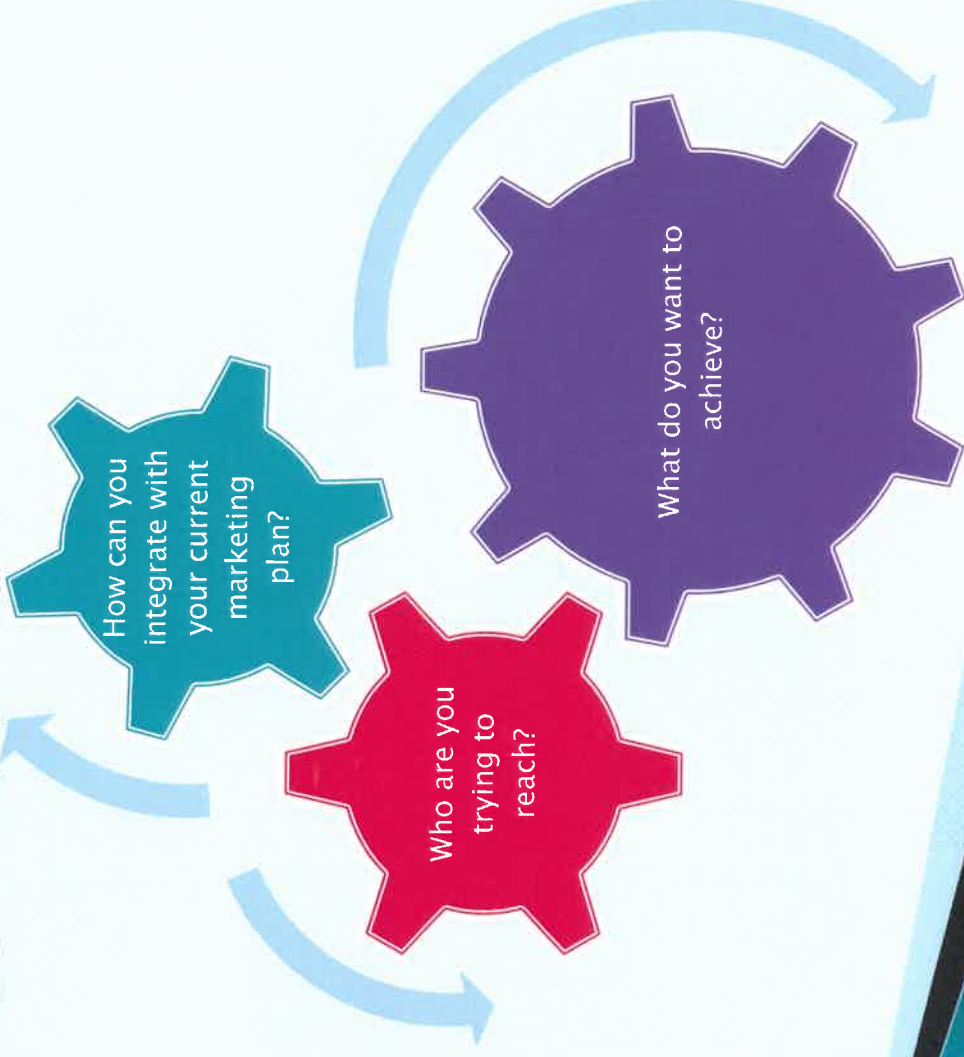 How can you
integrate with
your current
marketing
plan?
Who are you
trying to
reach?
What do you want to
achieve?